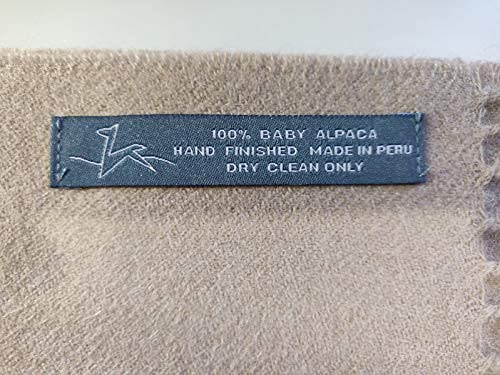 100% BABY ALPACA
HAND FINISHED MADE IN PERU
DRY CLEAN ONLY